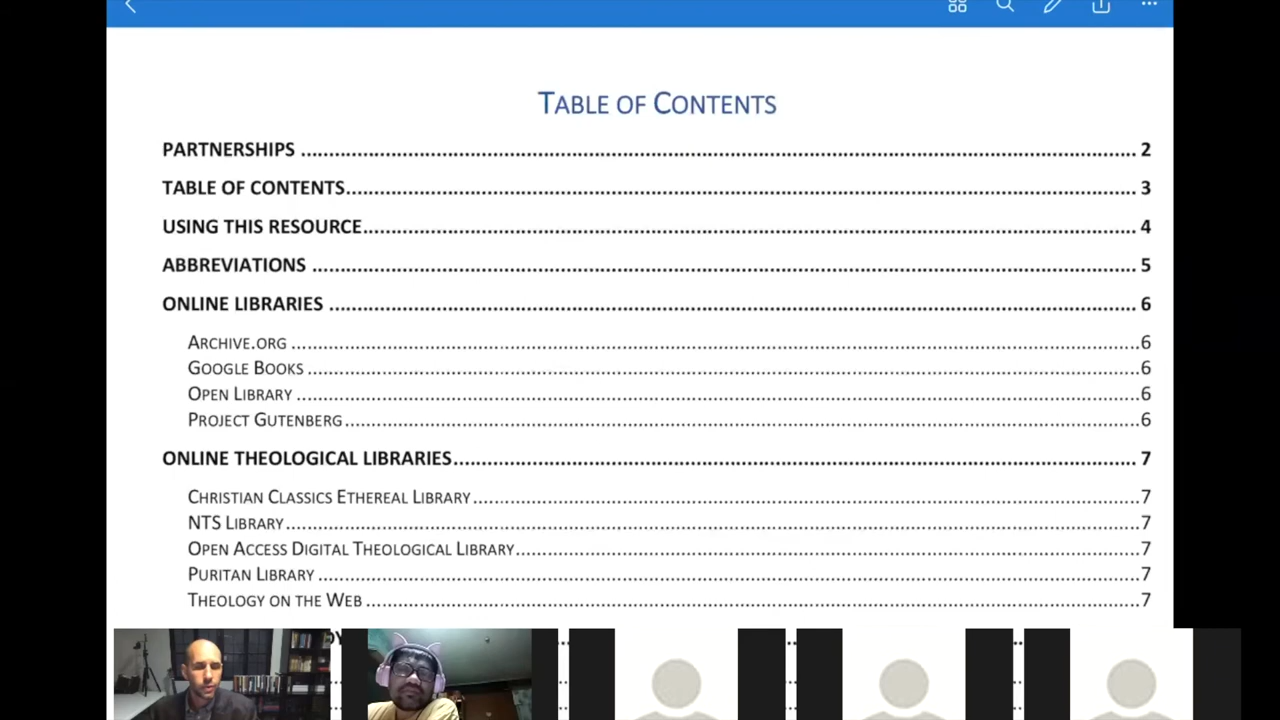 Table of Contents
PARTNERSHIPS ........ 2
TABLE OF CONTENTS........ 3
USING THIS RESOURCE........ 4
ABBREVIATIONS ........ 5
ONLINE LIBRARIES ........ 6
Archive.org ........6
Google Books ........6
Open Library ........6
Project Gutenberg........6
ONLINE THEOLOGICAL LIBRARIES........ 7
Christian Classics Ethereal Library........7
NTS Library........7
Open Access Digital Theological Library........7
Puritan Library ........7
Theology on the Web ........7